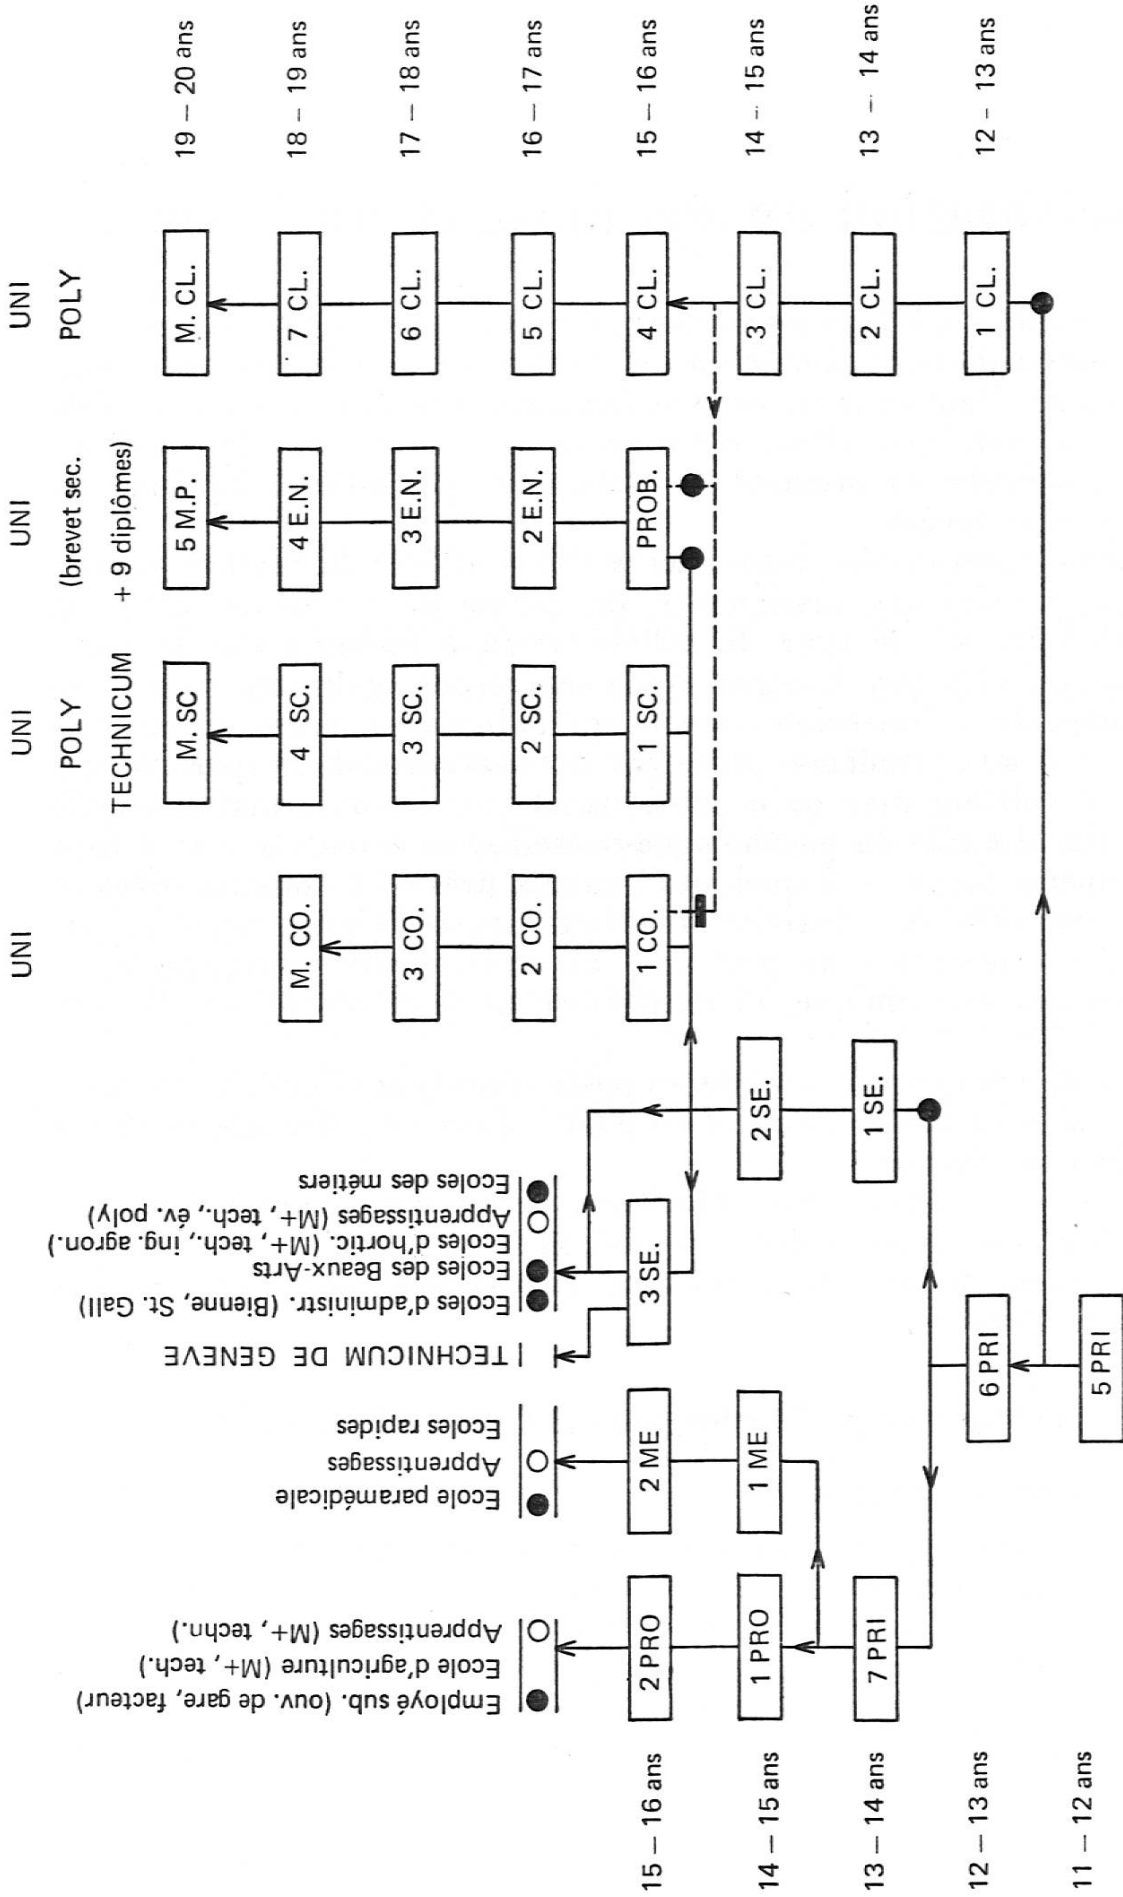 UNI
UNI
UNI
UNI
POLY
(brevet sec.
POLY
TECHNICUM
+ 9 diplômes)
19 – 20 ans
M. SC
5 M.P.
M. CL.
18 – 19 ans
M. CO.
4 SC.
4 E.N.
7 CL.
17 – 18 ans
3 CO.
3 SC.
3 E.N.
6 CL.
16 – 17 ans
2 CO.
2 SC.
2 E.N.
5 CL.
15 – 16 ans
1 CO.
1 SC.
PROB.
4 CL.
14 – 15 ans
3 CL.
13 – 14 ans
2 CL.
12 - 13 ans
1 CL.
Employé sub. (ouv. de gare, facteur)
Ecole d'agriculture (M+, tech.)
Apprentissages (M+, techn.)
Ecole paramédicale
Apprentissages
Ecoles rapides
TECHNICUM DE GENEVE
Ecoles d'administr. (Bienne, St. Gall)
Ecoles des Beaux-Arts
Ecoles d'hortic. (M+, tech., ing. agron.)
Apprentissages (M+, tech., év. poly)
Ecoles des métiers
15 – 16 ans
2 PRO
2 ME
3 SE.
14 – 15 ans
1 PRO
1 ME
2 SE.
13 – 14 ans
7 PRI
1 SE.
12 – 13 ans
6 PRI
11 – 12 ans
5 PRI